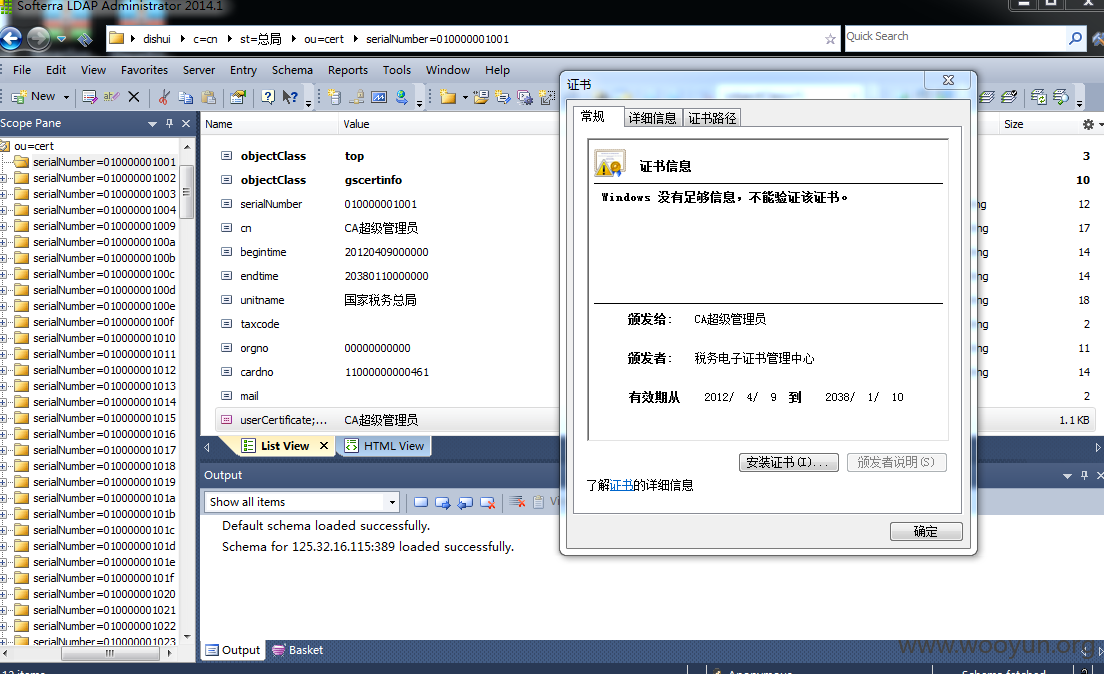 Softerra LDAP Administrator 2014.1
dishui c=cn st=总局 ou=cert serialNumber=010000001001
Quick Search
File Edit View Favorites Server Entry Schema Reports Tools Window Help
New
Scope Pane
ou=cert
serialNumber=010000001001
serialNumber=010000001002
serialNumber=010000001003
serialNumber=010000001004
serialNumber=010000001009
serialNumber=01000000100a
serialNumber=01000000100b
serialNumber=01000000100c
serialNumber=01000000100d
serialNumber=01000000100e
serialNumber=01000000100f
serialNumber=010000001010
serialNumber=010000001011
serialNumber=010000001012
serialNumber=010000001013
serialNumber=010000001014
serialNumber=010000001015
serialNumber=010000001016
serialNumber=010000001017
serialNumber=010000001018
serialNumber=010000001019
serialNumber=01000000101a
serialNumber=01000000101b
serialNumber=01000000101c
serialNumber=01000000101d
serialNumber=01000000101e
serialNumber=01000000101f
serialNumber=010000001020
serialNumber=010000001021
serialNumber=010000001022
serialNumber=010000001023
Name Value Size
objectClass top 3
objectClass gscertinfo 10
serialNumber 010000001001 ng 12
cn CA超级管理员 ng 17
begintime 20120409000000 ng 14
endtime 20380110000000 ng 14
unitname 国家税务总局 ng 18
taxcode ng 2
orgno 00000000000 ng 11
cardno 11000000000461 ng 14
mail 2
userCertificate;... CA超级管理员 1.1 KB
List View HTML View
Output
Show all items
Default schema loaded successfully.
Schema for 125.32.16.115:389 loaded successfully.
Output Basket
证书
常规 详细信息 证书路径
证书信息
Windows 没有足够信息，不能验证该证书。
颁发给: CA超级管理员
颁发者: 税务电子证书管理中心
有效期从 2012/ 4/ 9 到 2038/ 1/ 10
安装证书(I)... 颁发者说明(S)
了解证书的详细信息
确定
www.wooyun.org
12 items
Anonymous
Schema fetched